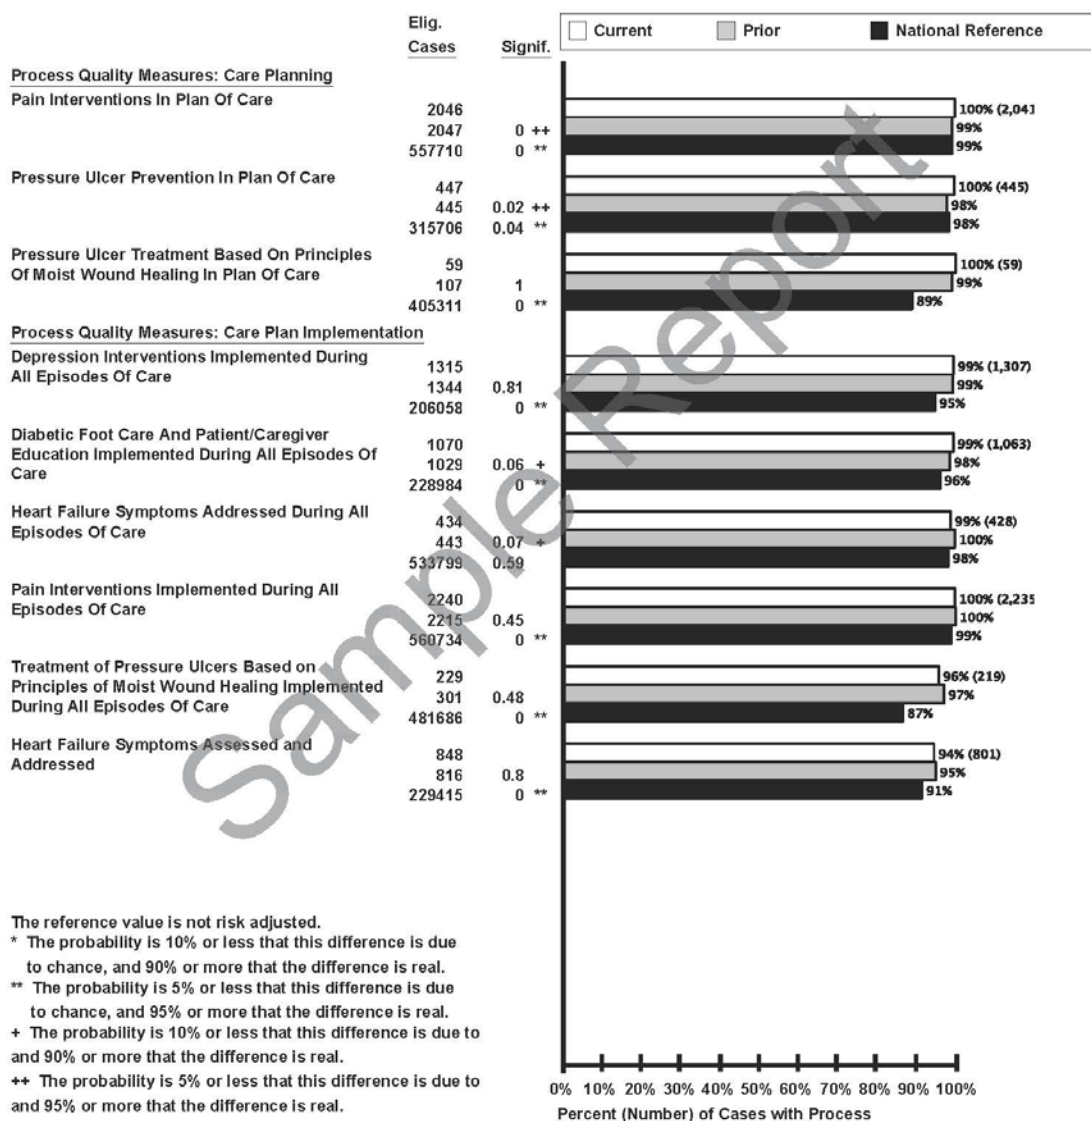 Elig.
Cases Signif.
Current Prior National Reference
Process Quality Measures: Care Planning
Pain Interventions In Plan Of Care
2046 100% (2,041
2047 0 ++ 99%
557710 0 ** 99%
Pressure Ulcer Prevention In Plan Of Care
447 100% (445)
445 0.02 ++ 98%
315706 0.04 ** 98%
Pressure Ulcer Treatment Based On Principles
Of Moist Wound Healing In Plan Of Care
59 100% (59)
107 1 99%
405311 0 ** 89%
Process Quality Measures: Care Plan Implementation
Depression Interventions Implemented During
All Episodes Of Care
1315 99% (1,307)
1344 0.81 99%
206058 0 ** 95%
Diabetic Foot Care And Patient/Caregiver
Education Implemented During All Episodes Of
Care
1070 99% (1,063)
1029 0.06 + 98%
228984 0 ** 96%
Heart Failure Symptoms Addressed During All
Episodes Of Care
434 99% (428)
443 0.07 + 100%
533799 0.59 98%
Pain Interventions Implemented During All
Episodes Of Care
2240 100% (2,235
2215 0.45 100%
560734 0 ** 99%
Treatment of Pressure Ulcers Based on
Principles of Moist Wound Healing Implemented
During All Episodes Of Care
229 96% (219)
301 0.48 97%
481686 0 ** 87%
Heart Failure Symptoms Assessed and
Addressed
848 94% (801)
816 0.8 95%
229415 0 ** 91%
Sample Report
The reference value is not risk adjusted.
* The probability is 10% or less that this difference is due
to chance, and 90% or more that the difference is real.
** The probability is 5% or less that this difference is due
to chance, and 95% or more that the difference is real.
+ The probability is 10% or less that this difference is due to
and 90% or more that the difference is real.
++ The probability is 5% or less that this difference is due to
and 95% or more that the difference is real.
0% 10% 20% 30% 40% 50% 60% 70% 80% 90% 100%
Percent (Number) of Cases with Process